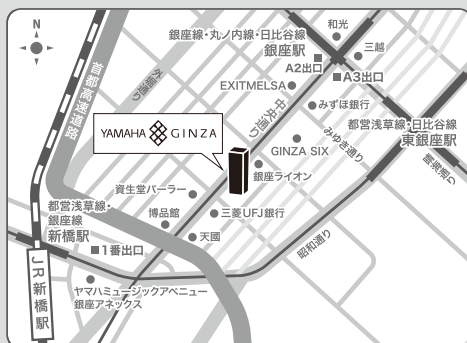 N
和光
銀座線・丸ノ内線・日比谷線
銀座駅
三越
A2出口
A3出口
EXITMELSA
外堀通り
首都高速道路
中央通り
みずほ銀行
都営浅草線・日比谷線
東銀座駅
YAMAHA GINZA
みゆき通り
GINZA SIX
銀座ライオン
晴海通り
資生堂パーラー
都営浅草線・
銀座線
新橋駅
博品館
三菱UFJ銀行
天國
昭和通り
1番出口
JR新橋駅
ヤマハミュージックアベニュー
銀座アネックス